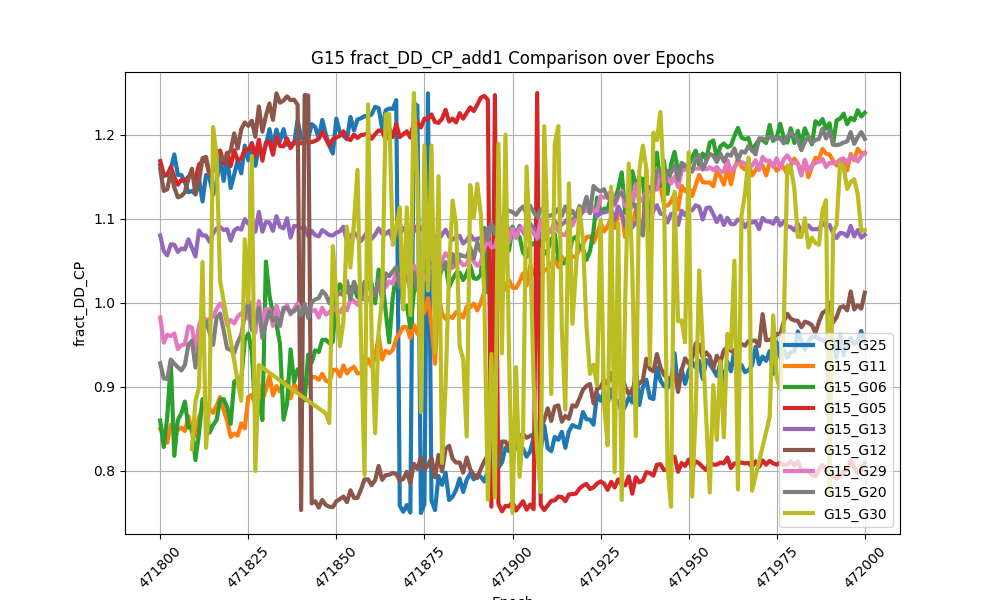 G15 fract_DD_CP_add1 Comparison over Epochs
fract_DD_CP
1.2
1.1
1.0
0.9
0.8
471800
471825
471850
471875
471900
471925
471950
471975
472000
Epoch
G15_G25
G15_G11
G15_G06
G15_G05
G15_G13
G15_G12
G15_G29
G15_G20
G15_G30